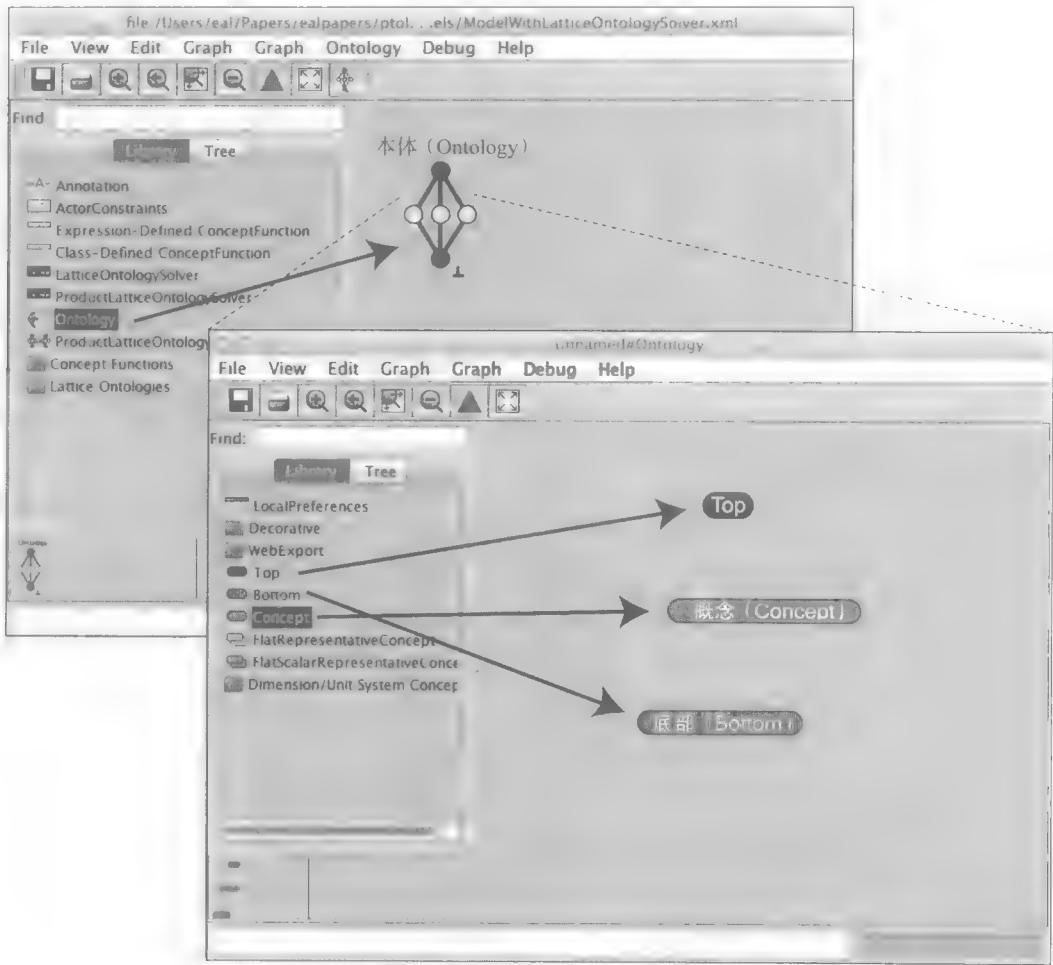 file /Users/eal/Papers/ealpapers/ptol. . .els/ModelWithLatticeOntologySolver.xml
File View Edit Graph Graph Ontology Debug Help
Find
Library Tree
本体（Ontology）
-A- Annotation
ActorConstraints
Expression-Defined ConceptFunction
Class-Defined ConceptFunction
LatticeOntologySolver
ProductLatticeOntologySolver
Ontology
ProductLatticeOntology
Concept Functions
Lattice Ontologies
⊥
unnamed#Ontology
File View Edit Graph Graph Debug Help
Find:
Library Tree
LocalPreferences
Decorative
WebExport
Top
Bottom
Concept
FlatRepresentativeConcept
FlatScalarRepresentativeConce
Dimension/Unit System Concep
Top
概念（Concept）
底部（Bottom）